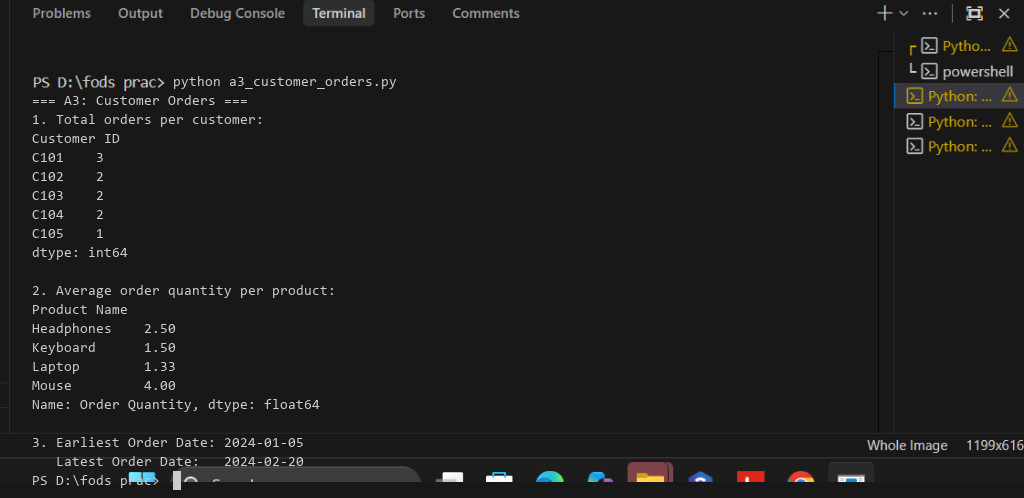 Problems Output Debug Console Terminal Ports Comments
PS D:\fods prac> python a3_customer_orders.py
=== A3: Customer Orders ===
1. Total orders per customer:
Customer ID
C101    3
C102    2
C103    2
C104    2
C105    1
dtype: int64
2. Average order quantity per product:
Product Name
Headphones    2.50
Keyboard      1.50
Laptop        1.33
Mouse         4.00
Name: Order Quantity, dtype: float64
3. Earliest Order Date: 2024-01-05
   Latest Order Date:   2024-02-20
PS D:\fods prac>
Pytho...
powershell
Python: ...
Python: ...
Python: ...
Whole Image 1199x616